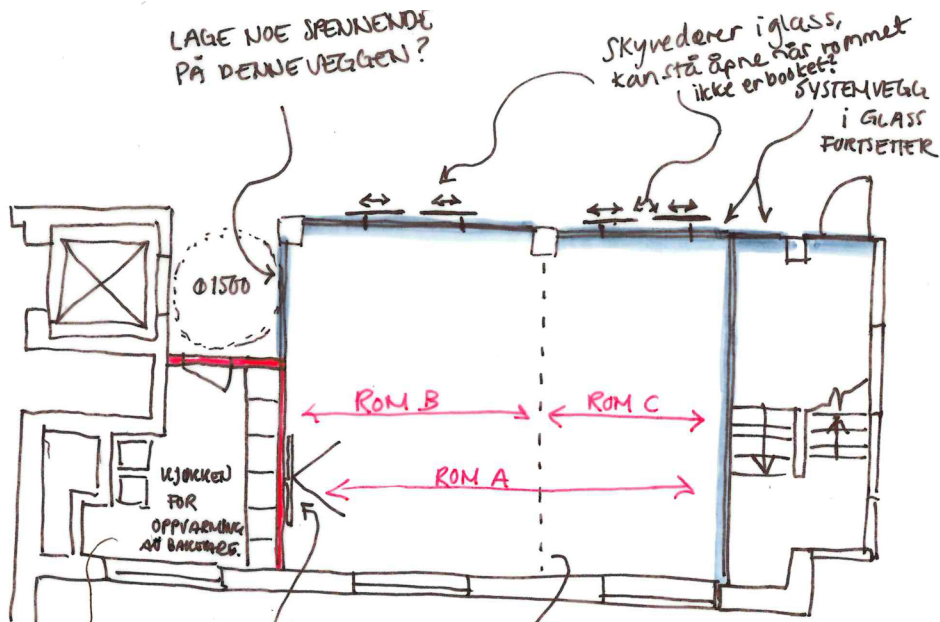 LAGE NOE SPENNENDE
PÅ DENNE VEGGEN?
Skyvedører i glass,
kan stå åpne når rommet
ikke er booket?
SYSTEMVEGG
i GLASS
FORTSETTER
Ø1500
ROM B
ROM C
ROM A
KJØKKEN
FOR
OPPVARMING
AV BAKEVARE.